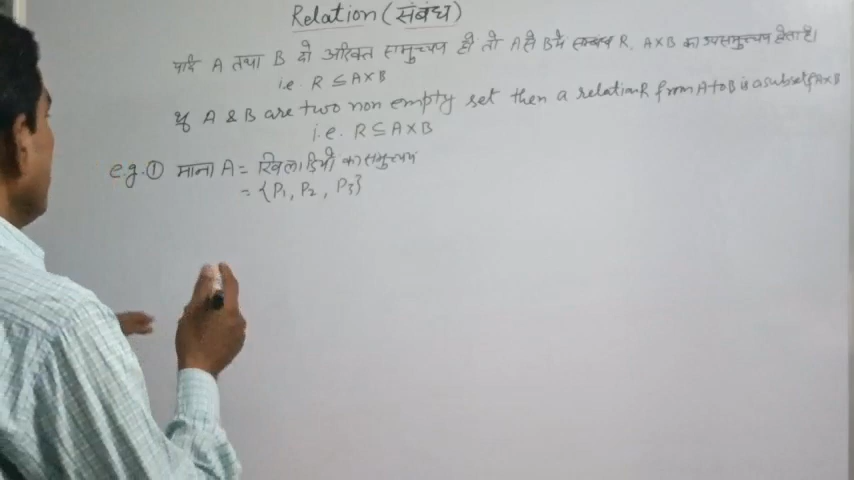 Relation (संबंध)
यदि A तथा B दो अरिक्त समुच्चय हों तो A से B में सम्बन्ध R, A×B का उपसमुच्चय होता है।
i.e. R ⊆ A×B
If A & B are two non empty set then a relation R from A to B is a subset of A×B
i.e. R ⊆ A×B
e.g. ① माना A = खिलाडियों का समुच्चय
= {P₁, P₂, P₃}